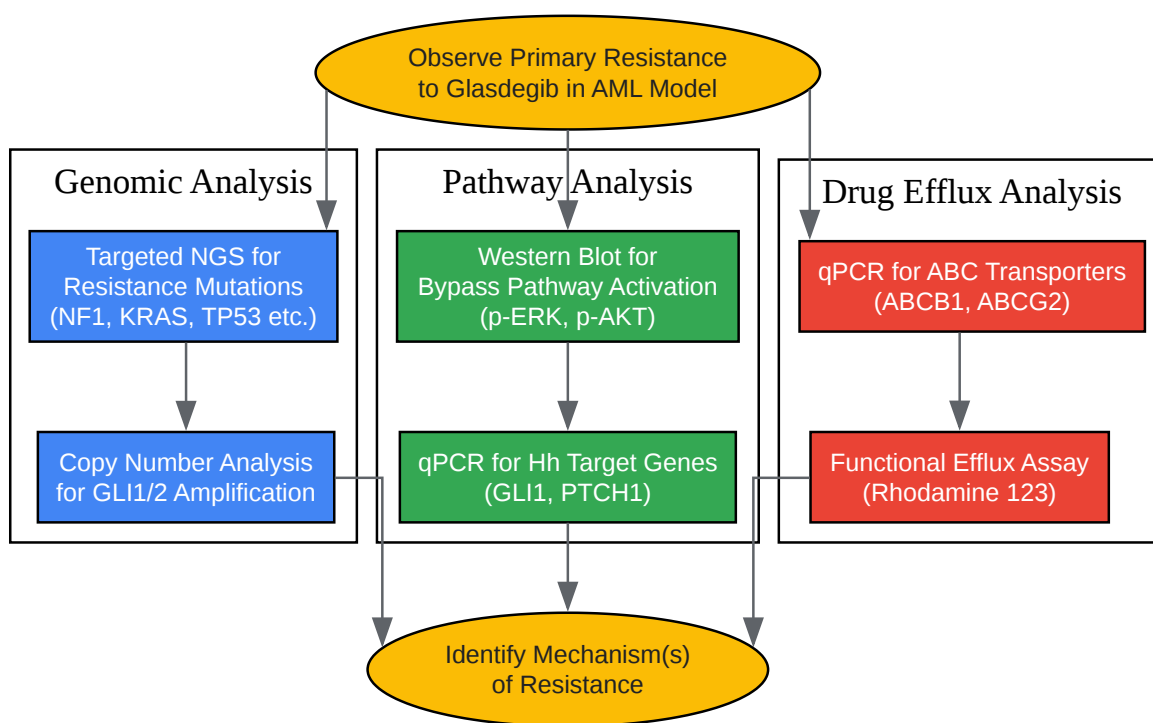 Observe Primary Resistance
to Glasdegib in AML Model
Genomic Analysis
Targeted NGS for
Resistance Mutations
(NF1, KRAS, TP53 etc.)
Copy Number Analysis
for GLI1/2 Amplification
Pathway Analysis
Western Blot for
Bypass Pathway Activation
(p-ERK, p-AKT)
qPCR for Hh Target Genes
(GLI1, PTCH1)
Drug Efflux Analysis
qPCR for ABC Transporters
(ABCB1, ABCG2)
Functional Efflux Assay
(Rhodamine 123)
Identify Mechanism(s)
of Resistance